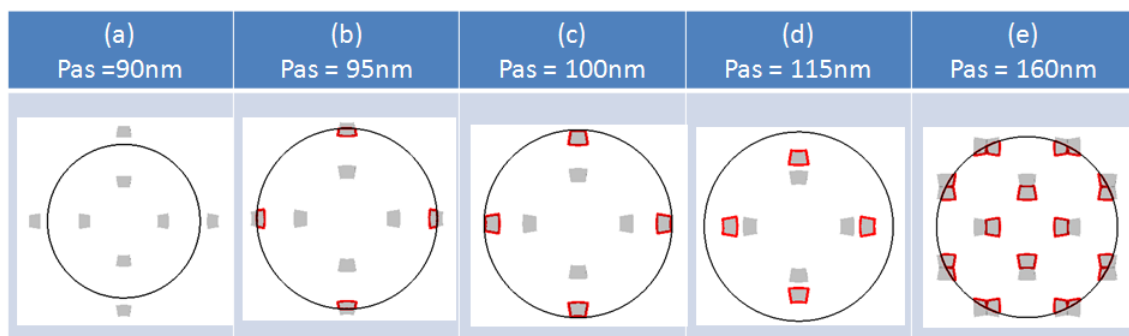 (a)
Pas =90nm
(b)
Pas = 95nm
(c)
Pas = 100nm
(d)
Pas = 115nm
(e)
Pas = 160nm